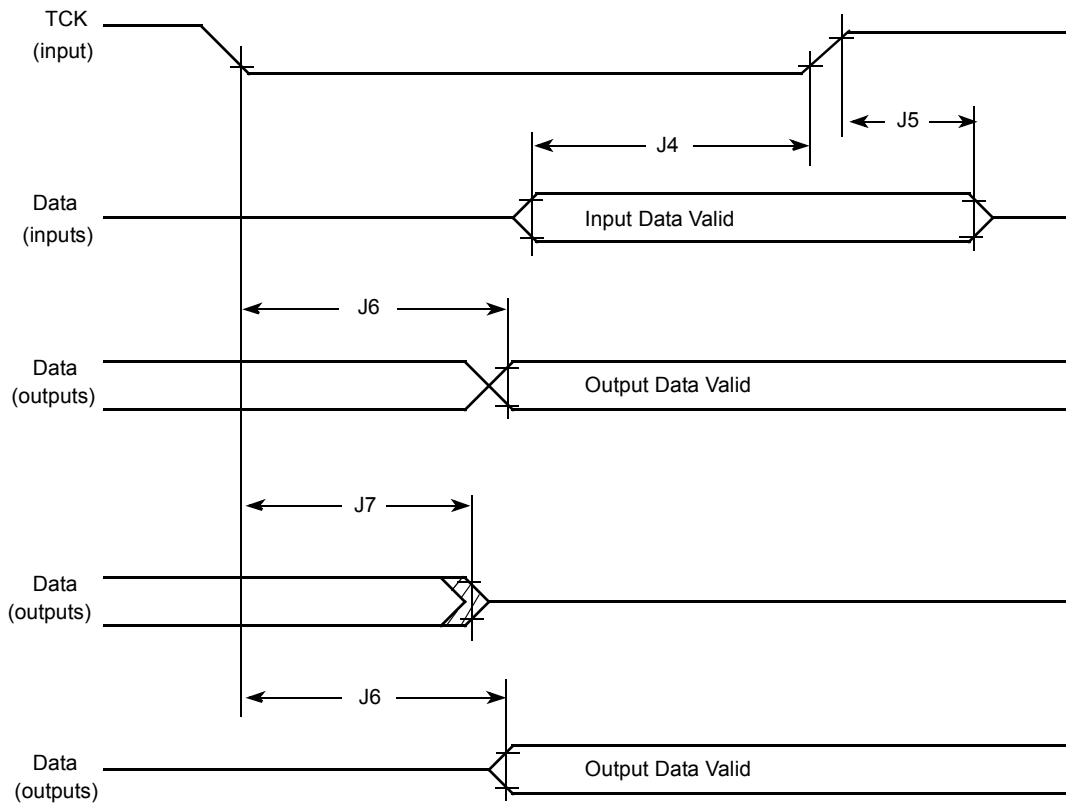 TCK
(input)
J5
J4
Data
(inputs)
Input Data Valid
J6
Data
(outputs)
Output Data Valid
J7
Data
(outputs)
J6
Data
(outputs)
Output Data Valid